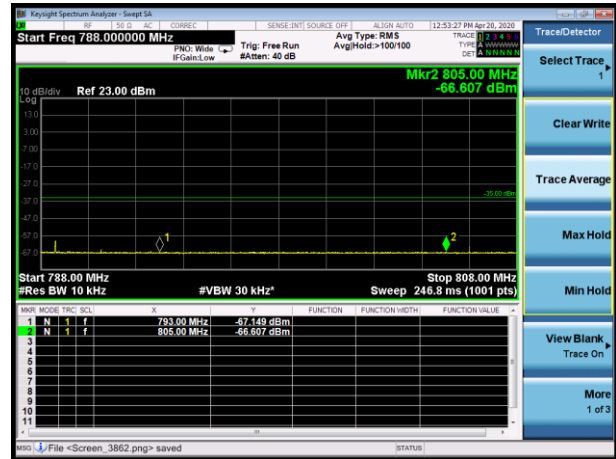 Keysight Spectrum Analyzer - Swept SA
RF 50 Ω AC CORREC SENSE:INT SOURCE OFF ALIGN AUTO 12:53:27 PM Apr 20, 2020
Start Freq 788.000000 MHz
PNO: Wide
IFGain:Low
Trig: Free Run
#Atten: 40 dB
Avg Type: RMS
Avg|Hold:>100/100
TRACE 1 2 3 4 5 6
TYPE A WWWWW
DET A N N N N N
Mkr2 805.00 MHz
-66.607 dBm
10 dB/div
Log
Ref 23.00 dBm
13.0
3.00
-7.00
-17.0
-27.0
-35.00 dBm
-37.0
-47.0
-57.0
-67.0
1
2
Start 788.00 MHz
Stop 808.00 MHz
#Res BW 10 kHz
#VBW 30 kHz*
Sweep 246.8 ms (1001 pts)
MKR MODE TRC SCL X Y FUNCTION FUNCTION WIDTH FUNCTION VALUE
1 N 1 f 793.00 MHz -67.149 dBm
2 N 1 f 805.00 MHz -66.607 dBm
3
4
5
6
7
8
9
10
11
MSG File <Screen_3862.png> saved
STATUS
Trace/Detector
Select Trace
1
Clear Write
Trace Average
Max Hold
Min Hold
View Blank
Trace On
More
1 of 3